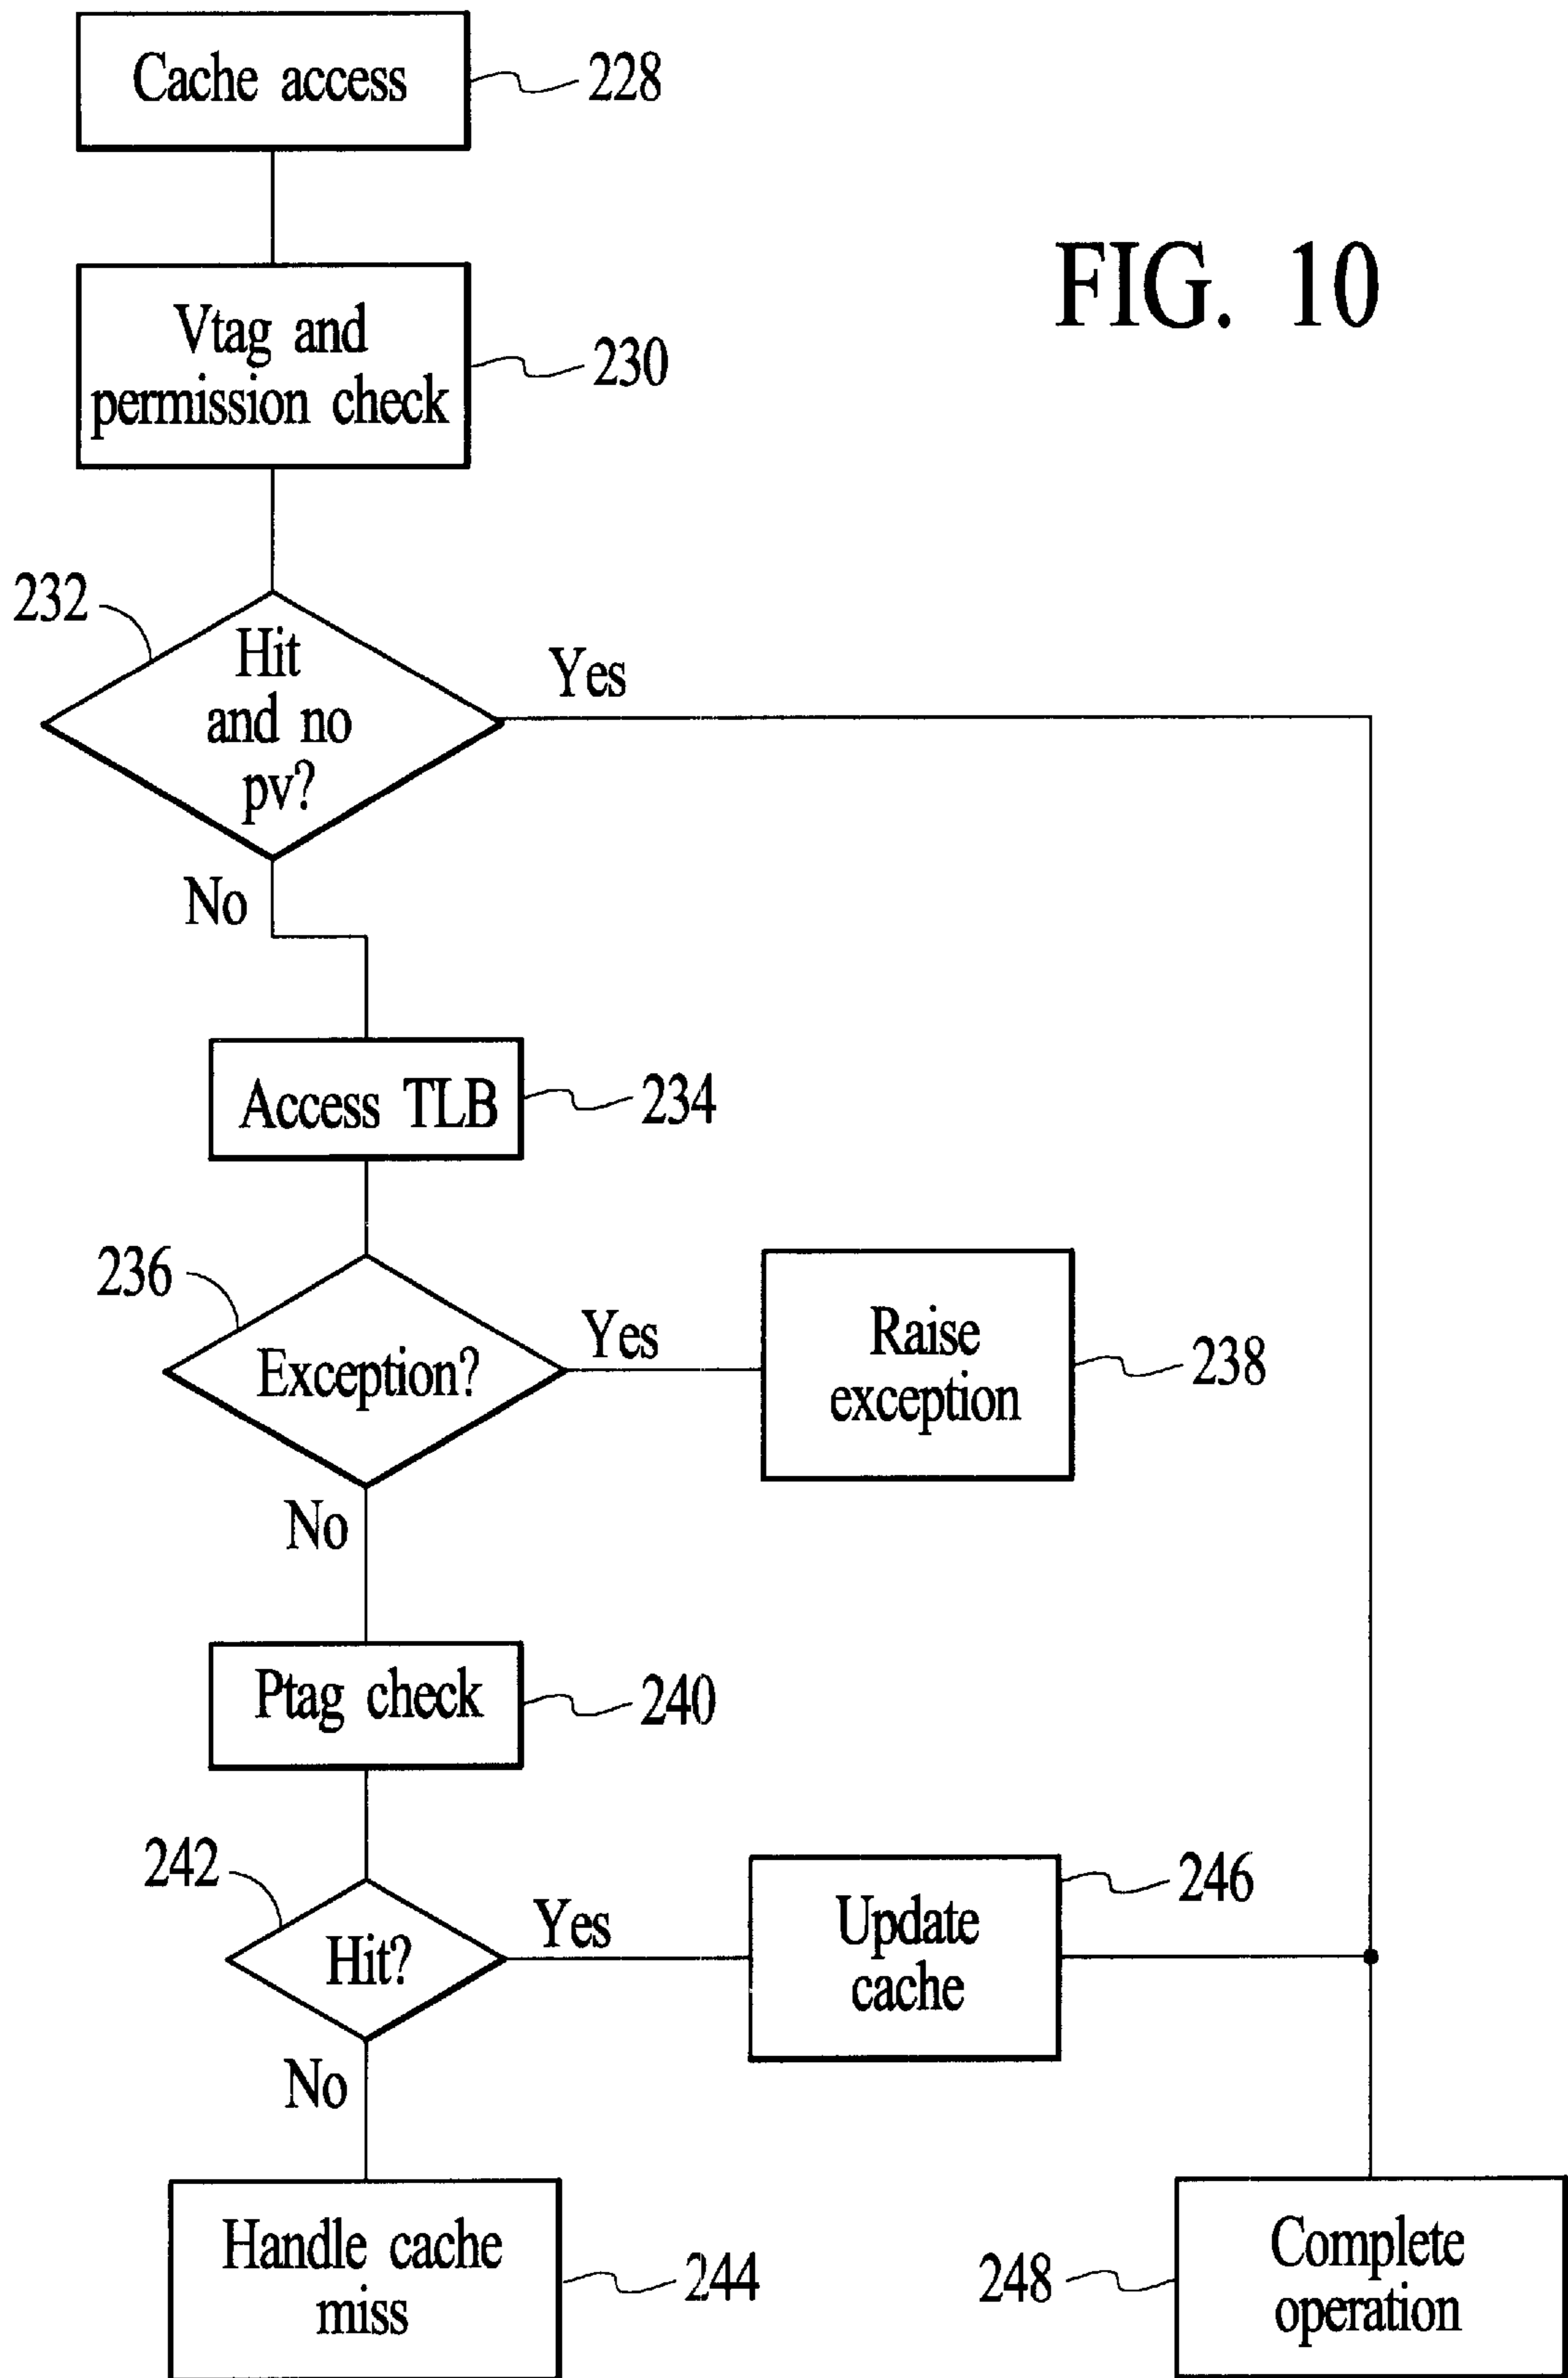 Cache access
228
FIG. 10
Vtag and
permission check
230
232
Hit
and no
pv?
Yes
No
Access TLB
234
236
Exception?
Yes
Raise
exception
238
No
Ptag check
240
242
Hit?
Yes
Update
cache
246
No
Handle cache
miss
244
248
Complete
operation